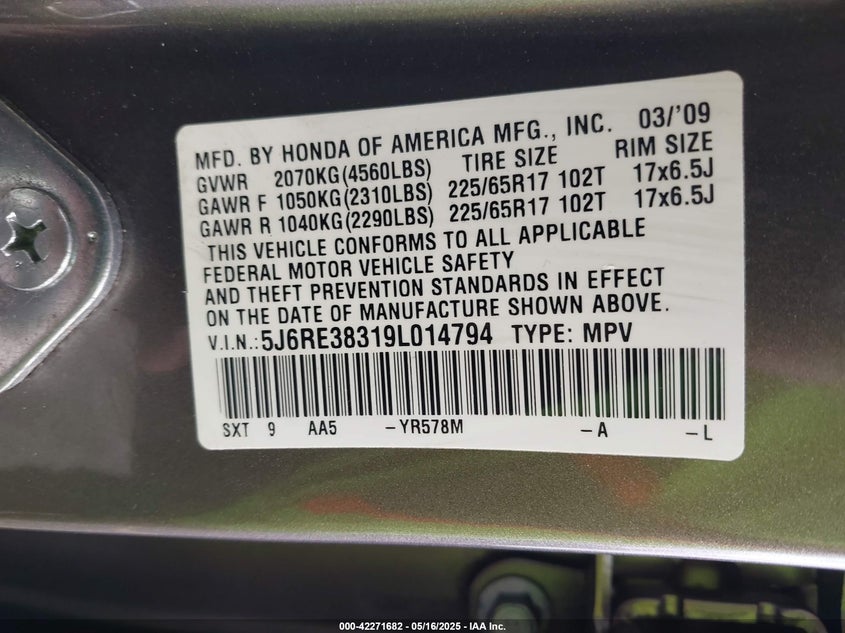 MFD. BY HONDA OF AMERICA MFG., INC. 03/'09
GVWR 2070KG(4560LBS) TIRE SIZE RIM SIZE
GAWR F 1050KG(2310LBS) 225/65R17 102T 17x6.5J
GAWR R 1040KG(2290LBS) 225/65R17 102T 17x6.5J
THIS VEHICLE CONFORMS TO ALL APPLICABLE
FEDERAL MOTOR VEHICLE SAFETY
AND THEFT PREVENTION STANDARDS IN EFFECT
ON THE DATE OF MANUFACTURE SHOWN ABOVE.
V.I.N.:5J6RE38319L014794 TYPE: MPV
SXT 9 AA5 -YR578M -A -L
000-42271682 - 05/16/2025 - IAA Inc.